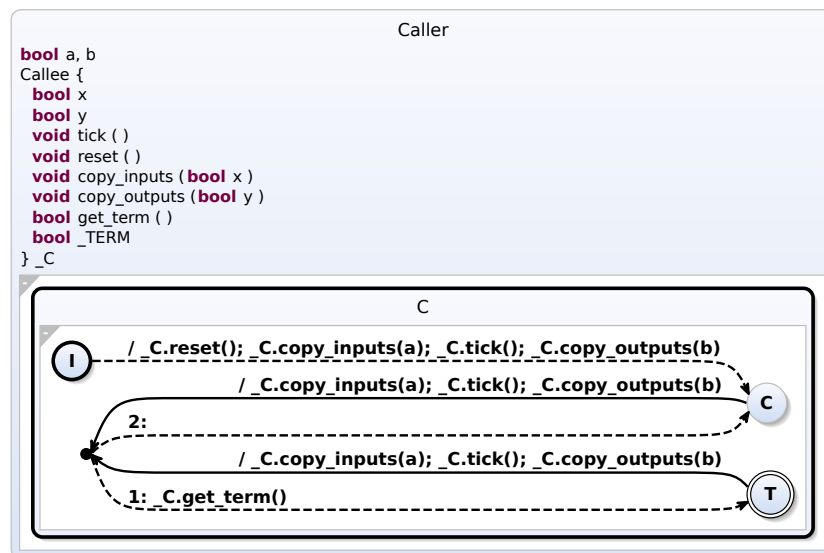 Caller
bool a, b
Callee {
bool x
bool y
void tick ( )
void reset ( )
void copy_inputs ( bool x )
void copy_outputs ( bool y )
bool get_term ( )
bool _TERM
} _C
C
/ _C.reset(); _C.copy_inputs(a); _C.tick(); _C.copy_outputs(b)
I
/ _C.copy_inputs(a); _C.tick(); _C.copy_outputs(b)
C
2:
/ _C.copy_inputs(a); _C.tick(); _C.copy_outputs(b)
1: _C.get_term()
T